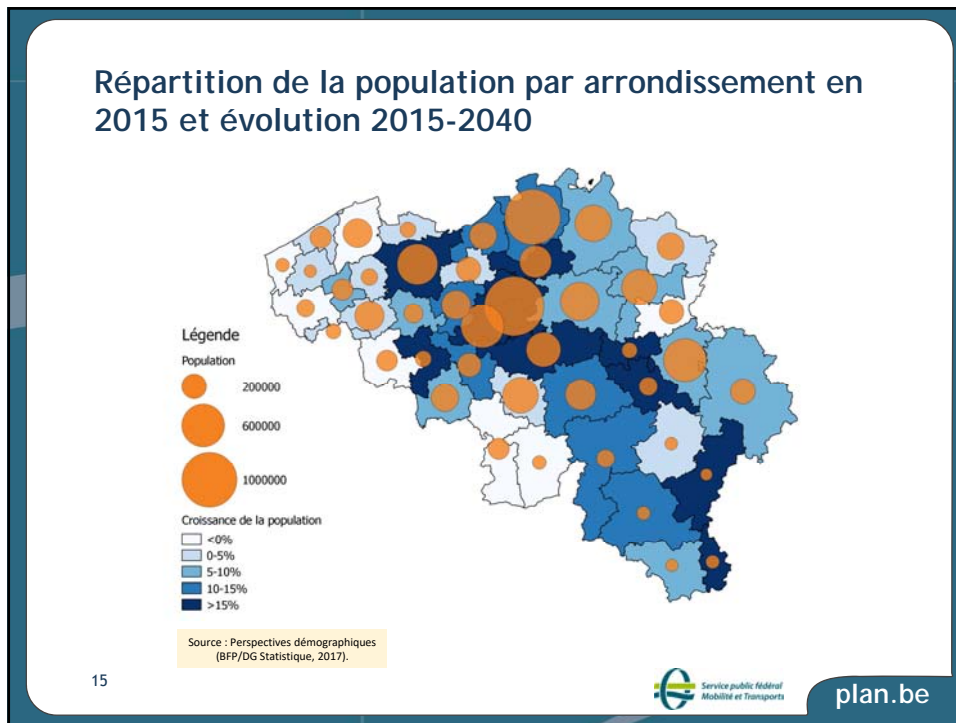 Répartition de la population par arrondissement en
2015 et évolution 2015-2040
Légende
Population
200000
600000
1000000
Croissance de la population
<0%
0-5%
5-10%
10-15%
>15%
Source : Perspectives démographiques
(BFP/DG Statistique, 2017).
15
Service public fédéral
Mobilité et Transports
plan.be